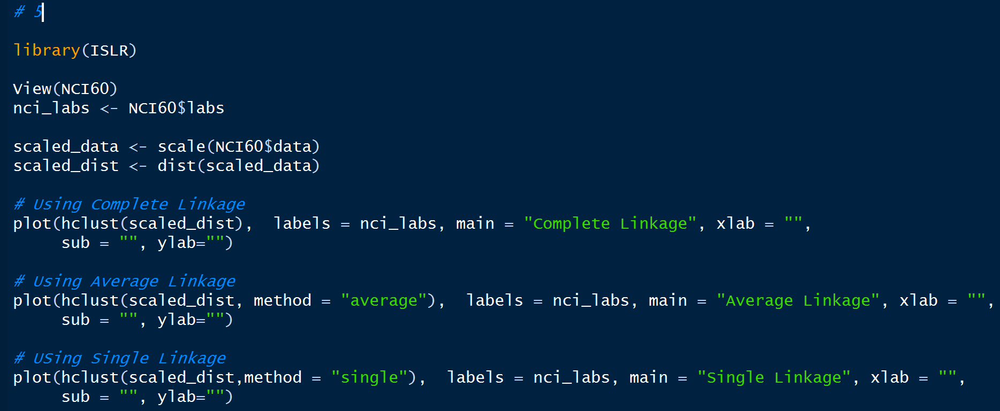 # 5
library(ISLR)
View(NCI60)
nci_labs <- NCI60$labs
scaled_data <- scale(NCI60$data)
scaled_dist <- dist(scaled_data)
# Using Complete Linkage
plot(hclust(scaled_dist),  labels = nci_labs, main = "Complete Linkage", xlab = "",
     sub = "", ylab="")
# Using Average Linkage
plot(hclust(scaled_dist, method = "average"),  labels = nci_labs, main = "Average Linkage", xlab = "",
     sub = "", ylab="")
# USing Single Linkage
plot(hclust(scaled_dist,method = "single"),  labels = nci_labs, main = "Single Linkage", xlab = "",
     sub = "", ylab="")